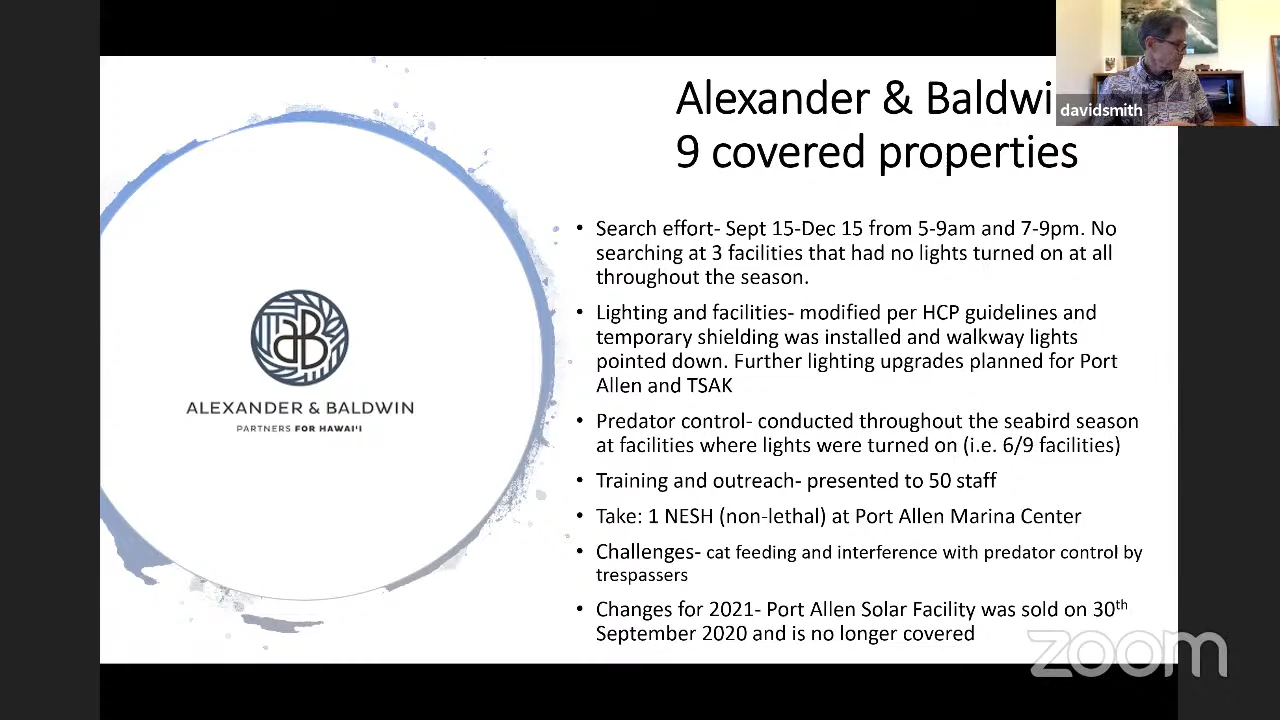 Alexander & Baldwi
9 covered properties
davidsmith
• Search effort- Sept 15-Dec 15 from 5-9am and 7-9pm. No
searching at 3 facilities that had no lights turned on at all
throughout the season.
• Lighting and facilities- modified per HCP guidelines and
temporary shielding was installed and walkway lights
pointed down. Further lighting upgrades planned for Port
Allen and TSAK
• Predator control- conducted throughout the seabird season
at facilities where lights were turned on (i.e. 6/9 facilities)
• Training and outreach- presented to 50 staff
• Take: 1 NESH (non-lethal) at Port Allen Marina Center
• Challenges- cat feeding and interference with predator control by
trespassers
• Changes for 2021- Port Allen Solar Facility was sold on 30th
September 2020 and is no longer covered
aB
ALEXANDER & BALDWIN
PARTNERS FOR HAWAI'I
zoom